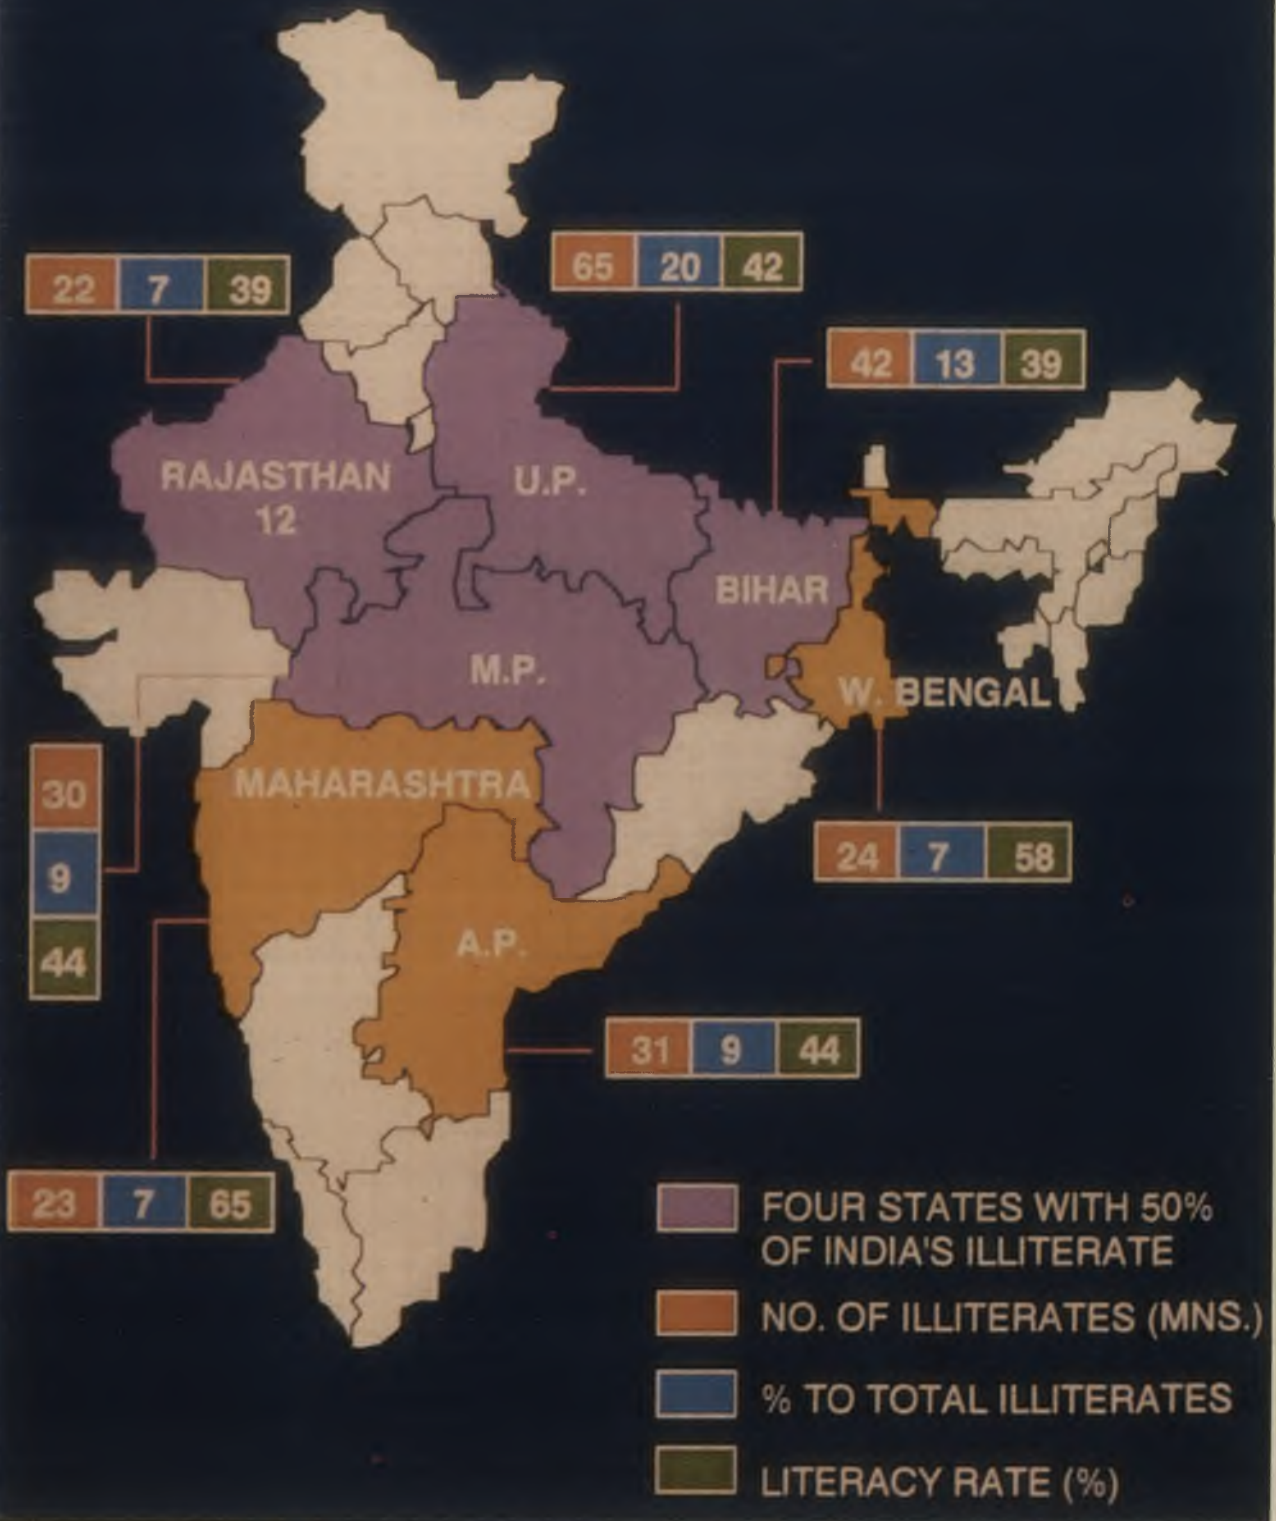 22 7 39
65 20 42
42 13 39
RAJASTHAN
12
U.P.
BIHAR
M.P.
W. BENGAL
MAHARASHTRA
30
9
44
24 7 58
A.P.
31 9 44
23 7 65
FOUR STATES WITH 50%
OF INDIA'S ILLITERATE
NO. OF ILLITERATES (MNS.)
% TO TOTAL ILLITERATES
LITERACY RATE (%)